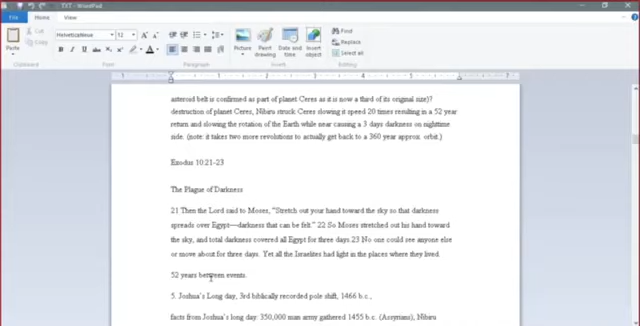 TXT - WordPad
File Home View
Paste
Cut
Copy
Clipboard
HelveticaNeue 12
Font
Paragraph
Picture
Paint drawing
Date and time
Insert object
Insert
Find
Replace
Select all
Editing
asteroid belt is confirmed as part of planet Ceres as it is now a third of its original size)?
destruction of planet Ceres, Nibiru struck Ceres slowing it speed 20 times resulting in a 52 year
return and slowing the rotation of the Earth while near causing a 3 days darkness on nighttime
side. (note: it takes two more revolutions to actually get back to a 360 year approx. orbit.)
Exodus 10:21-23
The Plague of Darkness
21 Then the Lord said to Moses, “Stretch out your hand toward the sky so that darkness
spreads over Egypt—darkness that can be felt.” 22 So Moses stretched out his hand toward
the sky, and total darkness covered all Egypt for three days.23 No one could see anyone else
or move about for three days. Yet all the Israelites had light in the places where they lived.
52 years between events.
5. Joshua’s Long day, 3rd biblically recorded pole shift, 1466 b.c.,
facts from Joshua’s long day: 350,000 man army gathered 1455 b.c. (Assyrians), Nibiru